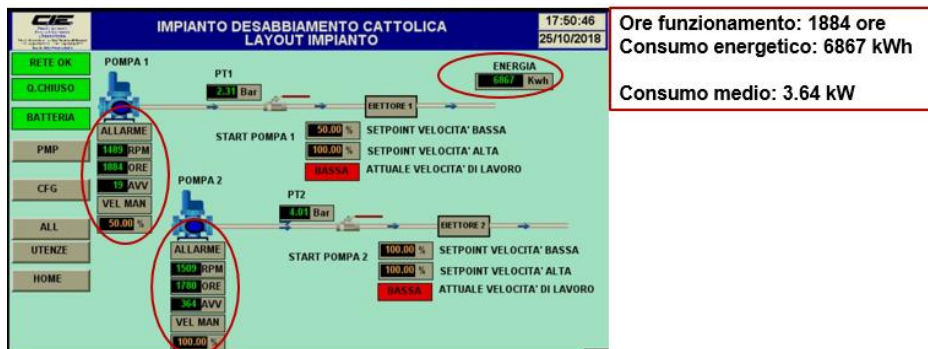 CIE
IMPIANTO DESABBIAMENTO CATTOLICA
LAYOUT IMPIANTO
17:50:46
25/10/2018
Ore funzionamento: 1884 ore
Consumo energetico: 6867 kWh
Consumo medio: 3.64 kW
RETE OK
Q.CHIUSO
BATTERIA
PMP
CFG
ALL
UTENZE
HOME
POMPA 1
PT1
2.31 Bar
ENERGIA
6867 Kwh
EIETTORE 1
ALLARME
1489 RPM
1884 ORE
19 AVV
VEL MAN
50.00 %
START POMPA 1
50.00 % SETPOINT VELOCITA' BASSA
100.00 % SETPOINT VELOCITA' ALTA
BASSA ATTUALE VELOCITA' DI LAVORO
POMPA 2
PT2
4.01 Bar
EIETTORE 2
ALLARME
1509 RPM
1780 ORE
364 AVV
VEL MAN
100.00 %
START POMPA 2
100.00 % SETPOINT VELOCITA' BASSA
100.00 % SETPOINT VELOCITA' ALTA
BASSA ATTUALE VELOCITA' DI LAVORO